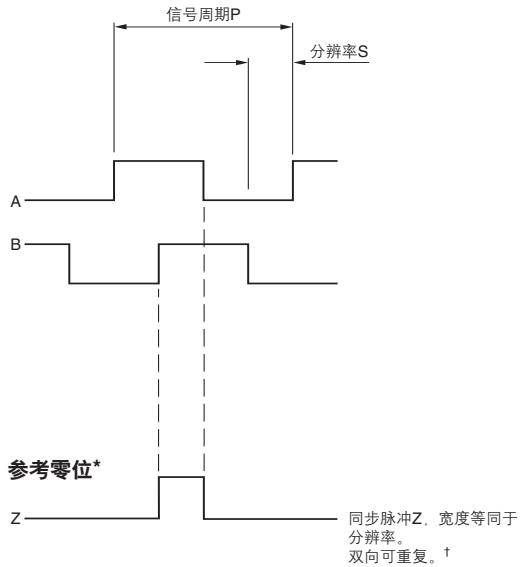 信号周期P
分辨率S
A
B
参考零位*
Z
同步脉冲Z，宽度等同于
分辨率。
双向可重复。†